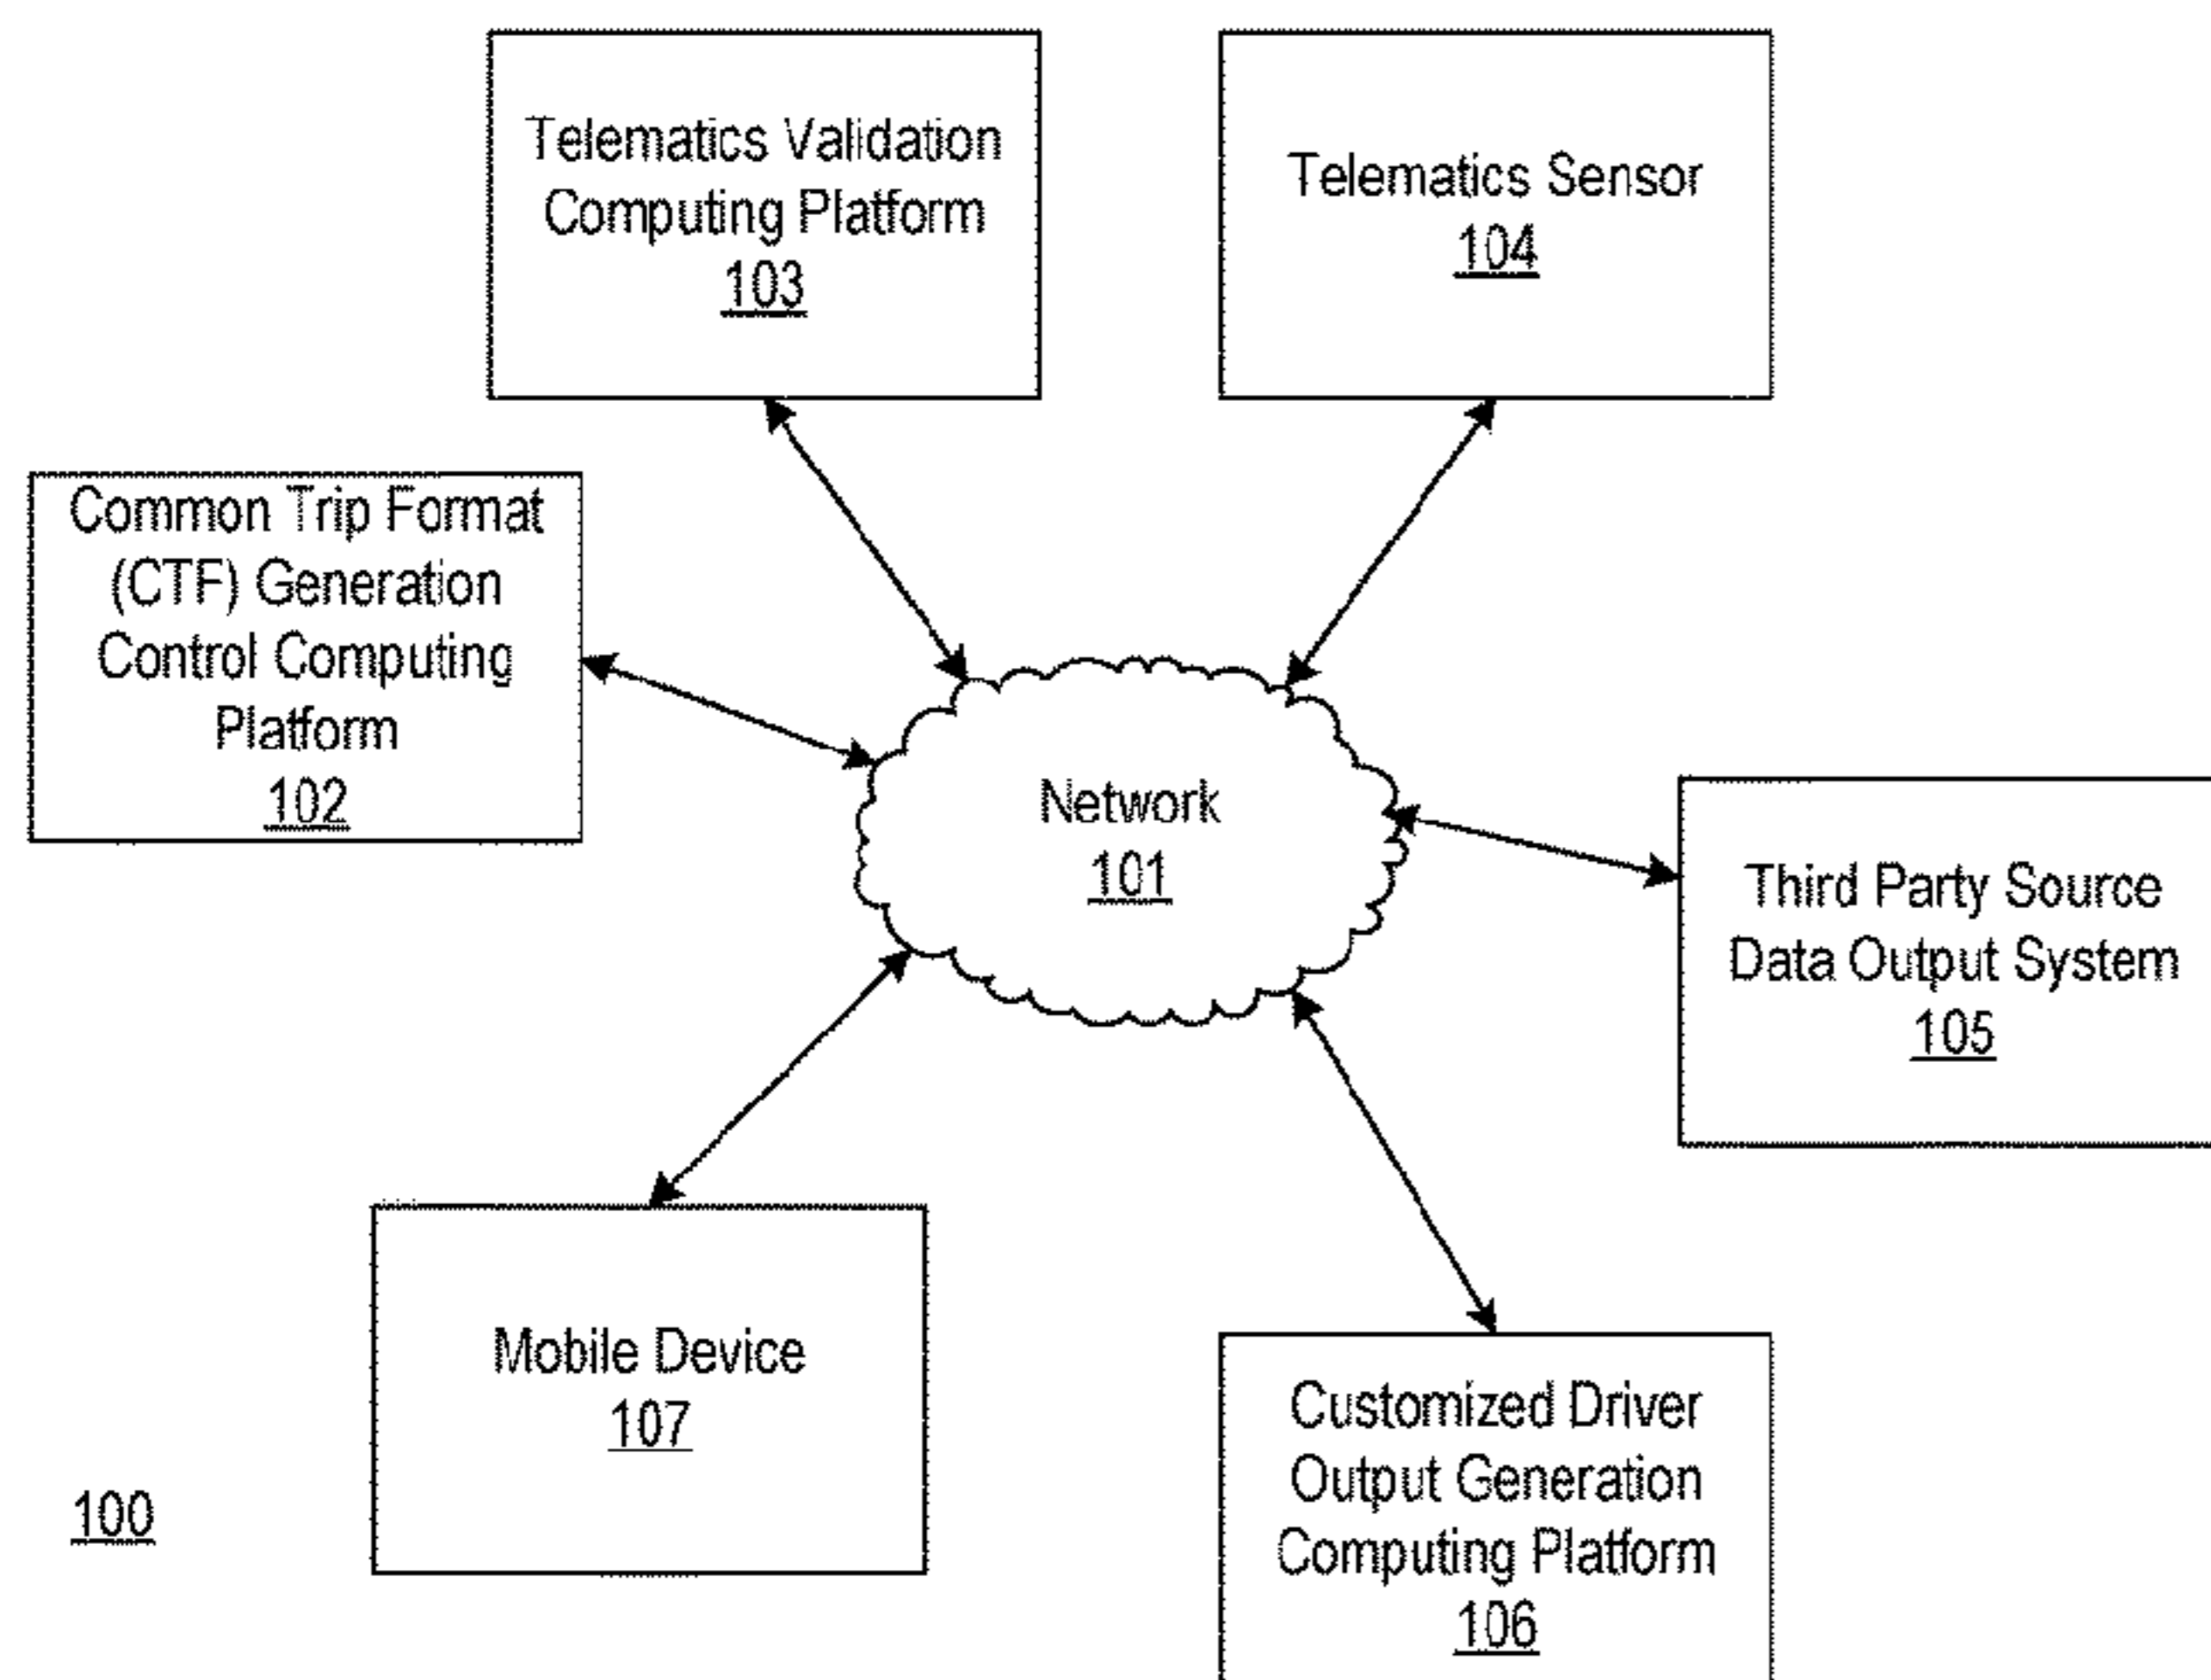 Telematics Validation
Computing Platform
103
Telematics Sensor
104
Common Trip Format
(CTF) Generation
Control Computing
Platform
102
Network
101
Third Party Source
Data Output System
105
Mobile Device
107
Customized Driver
Output Generation
Computing Platform
106
100